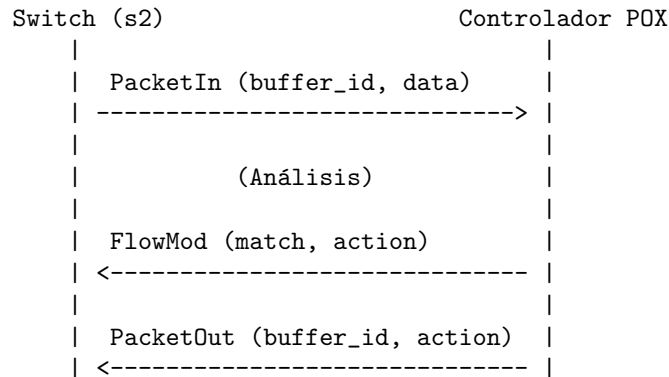 Switch (s2)                     Controlador POX
    |                                  |
    |  PacketIn (buffer_id, data)      |
    | ------------------------------> |
    |                                  |
    |           (Análisis)             |
    |                                  |
    |  FlowMod (match, action)         |
    | <------------------------------ |
    |                                  |
    |  PacketOut (buffer_id, action)   |
    | <------------------------------ |